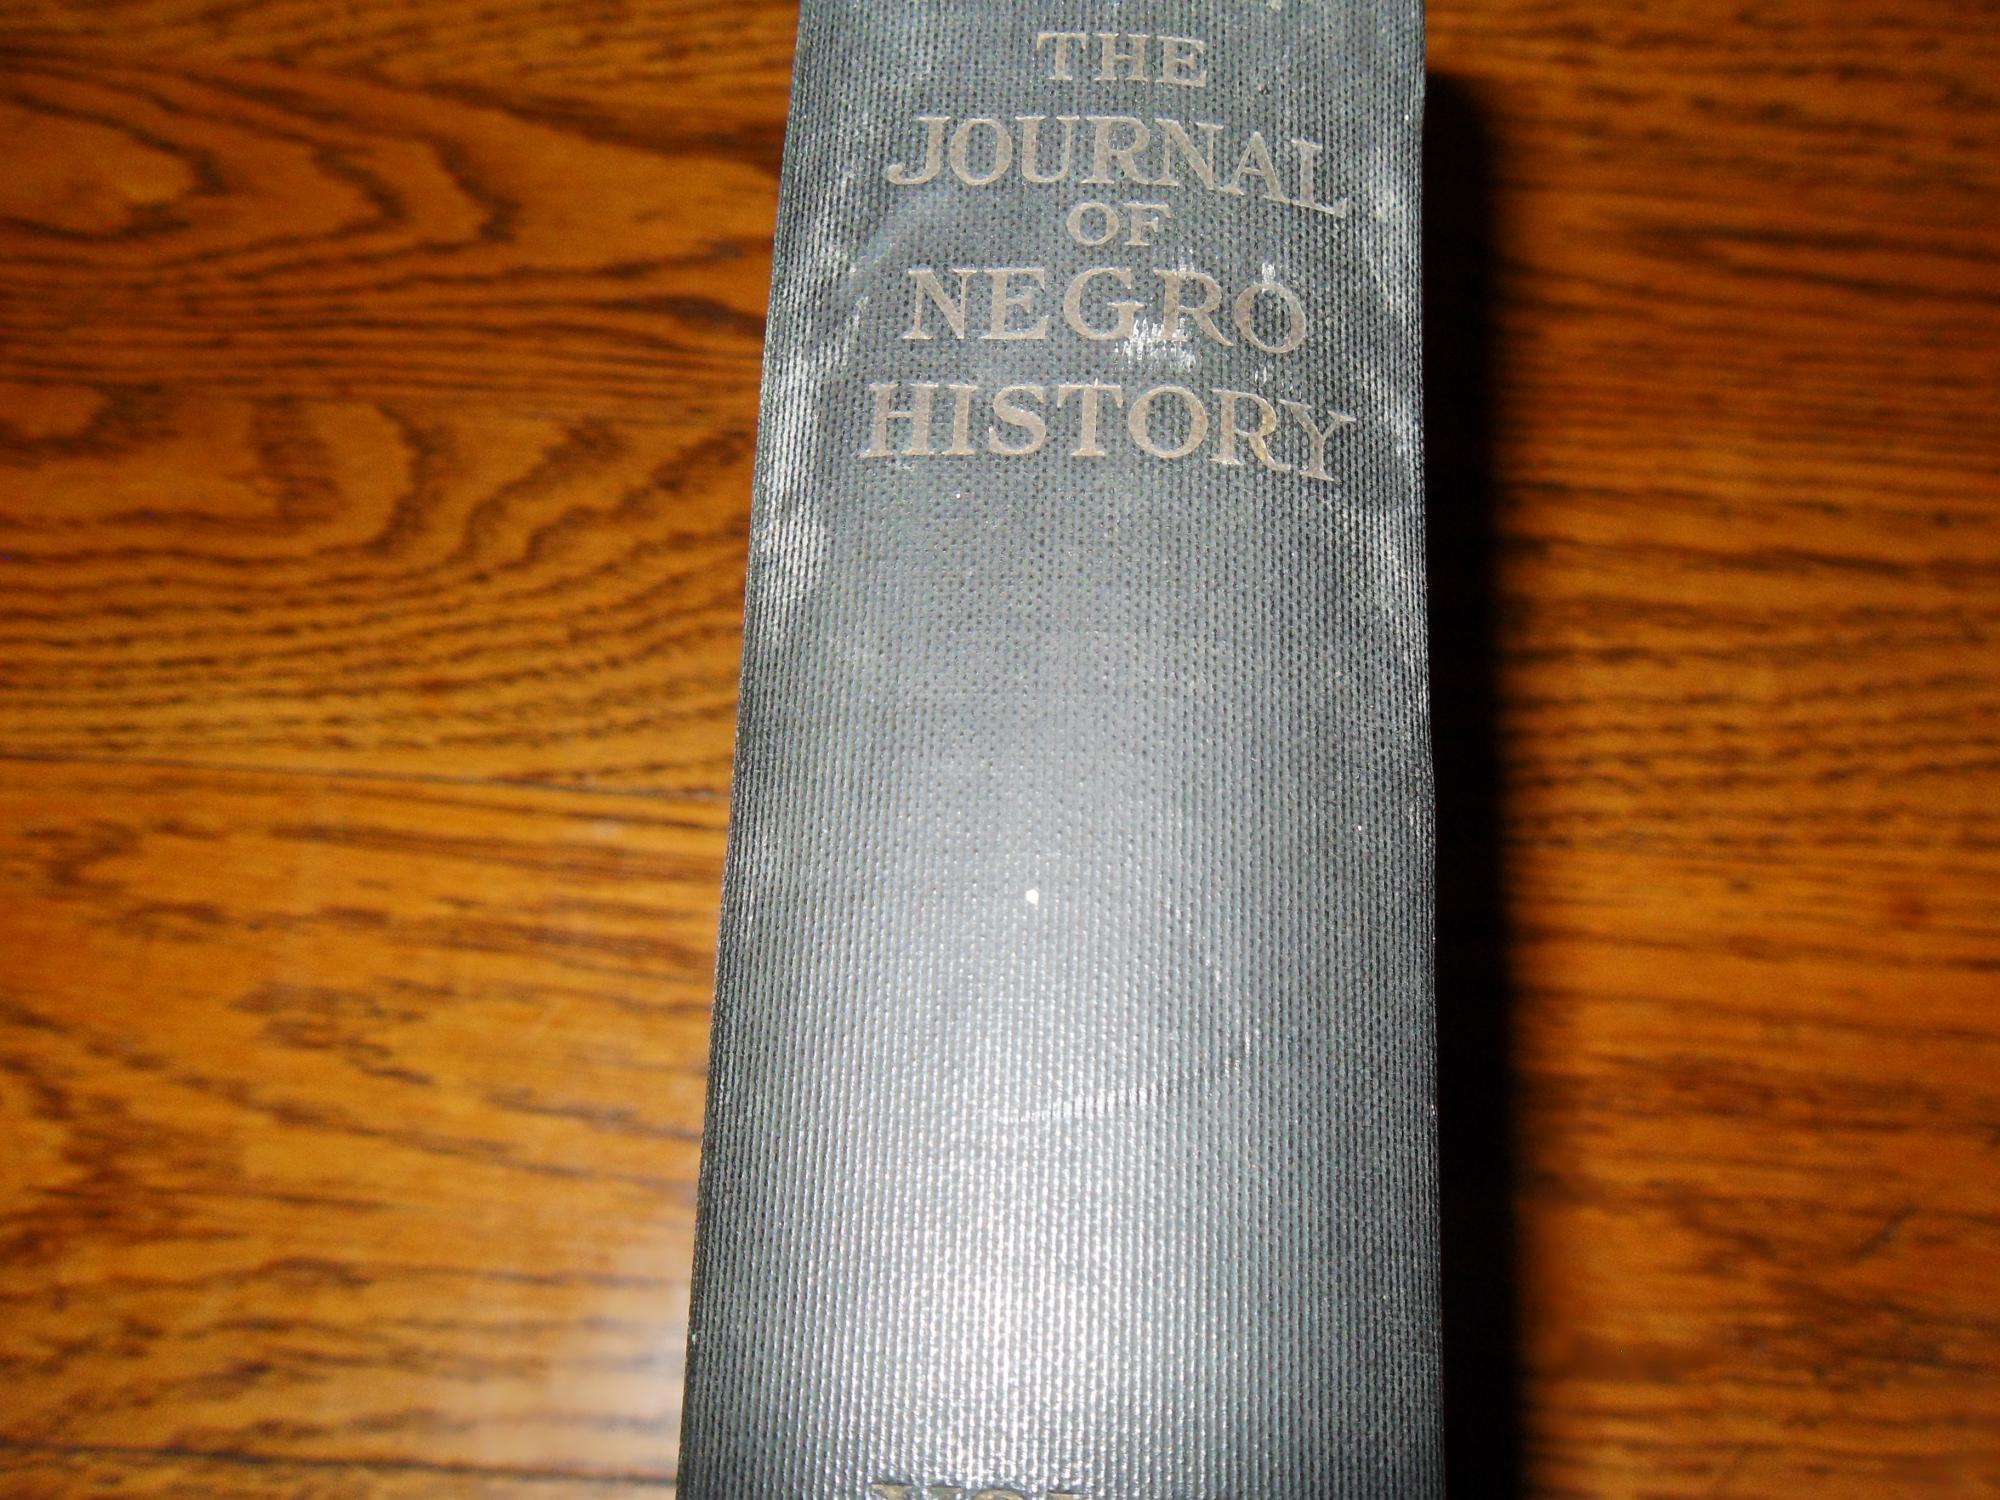 THE
JOURNAL
OF
NEGRO
HISTORY